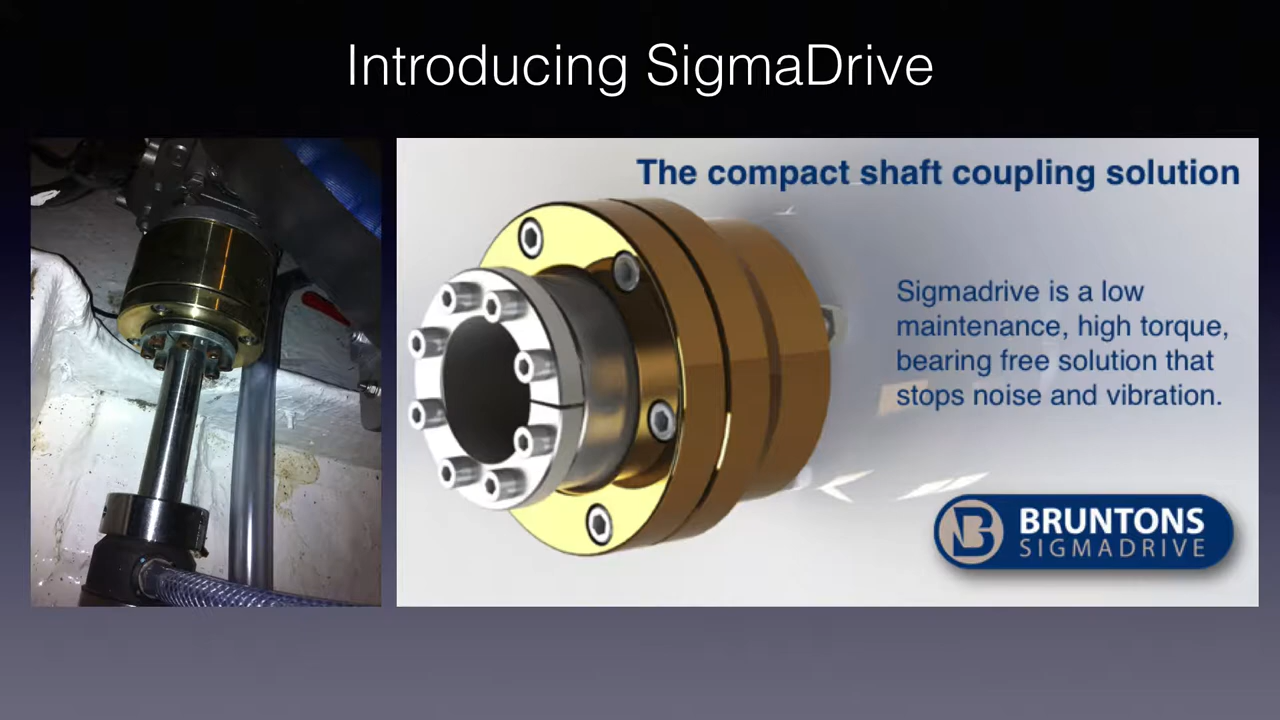 Introducing SigmaDrive
The compact shaft coupling solution
Sigmadrive is a low
maintenance, high torque,
bearing free solution that
stops noise and vibration.
NB
BRUNTONS
SIGMADRIVE